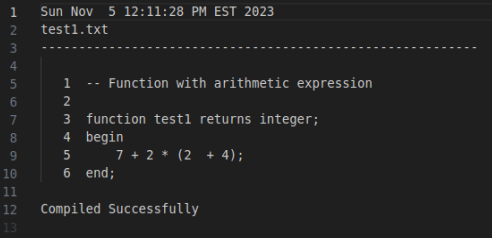 1 Sun Nov  5 12:11:28 PM EST 2023
2 test1.txt
3 ----------------------------------------------------------
4
5    1  -- Function with arithmetic expression
6    2
7    3  function test1 returns integer;
8    4  begin
9    5      7 + 2 * (2  + 4);
10    6  end;
11
12 Compiled Successfully
13